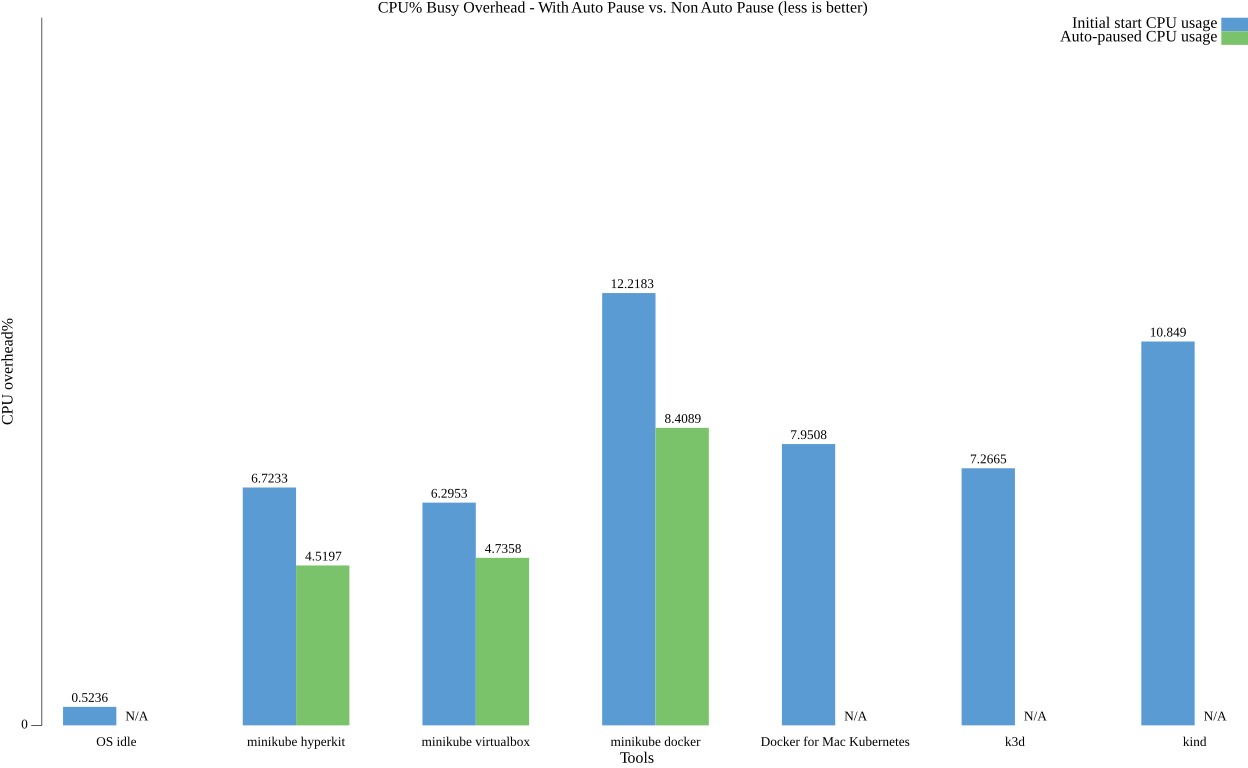 CPU% Busy Overhead - With Auto Pause vs. Non Auto Pause (less is better)
Initial start CPU usage
Auto-paused CPU usage
CPU overhead%
12.2183
10.849
8.4089
7.9508
7.2665
6.7233
6.2953
4.7358
4.5197
0.5236
N/A
N/A
N/A
N/A
0
OS idle
minikube hyperkit
minikube virtualbox
minikube docker
Docker for Mac Kubernetes
k3d
kind
Tools